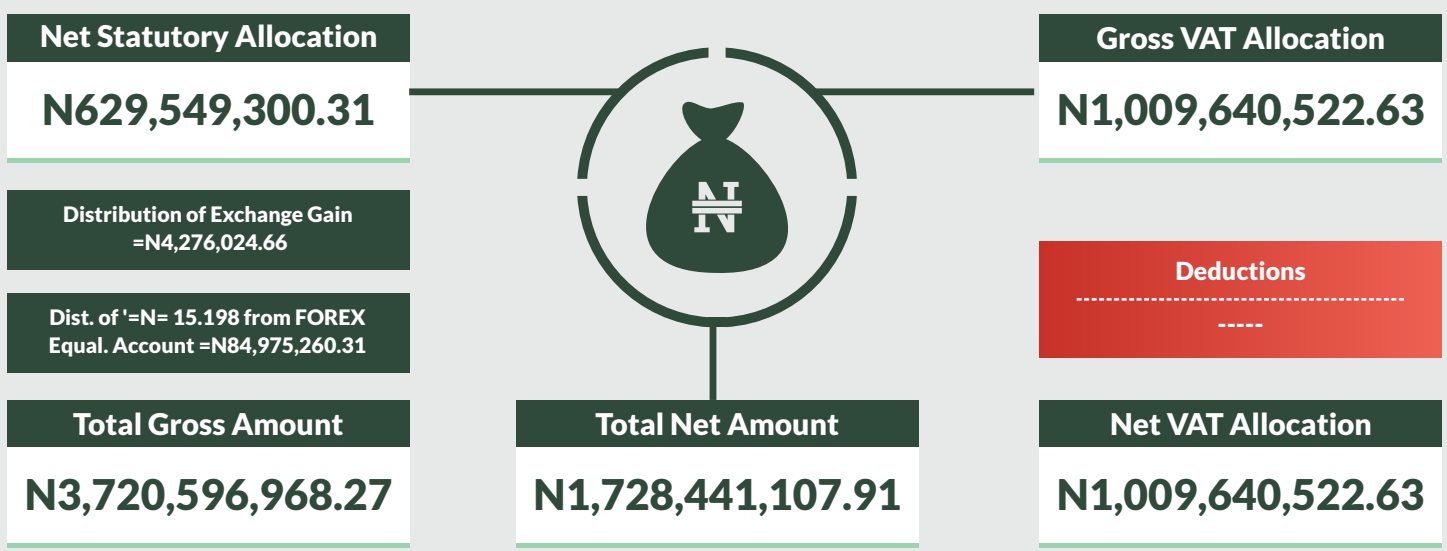 Net Statutory Allocation
N629,549,300.31
Distribution of Exchange Gain
=N4,276,024.66
Dist. of '=N= 15.198 from FOREX
Equal. Account =N84,975,260.31
Total Gross Amount
N3,720,596,968.27
N
Total Net Amount
N1,728,441,107.91
Gross VAT Allocation
N1,009,640,522.63
Deductions
--------------------------------------------
-----
Net VAT Allocation
N1,009,640,522.63